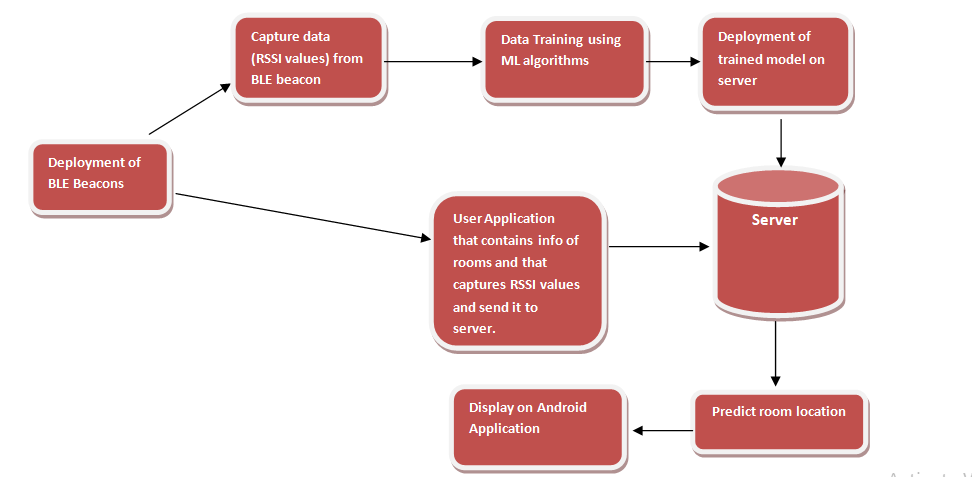 Capture data
(RSSI values) from
BLE beacon
Data Training using
ML algorithms
Deployment of
trained model on
server
Deployment of
BLE Beacons
User Application
that contains info of
rooms and that
captures RSSI values
and send it to
server.
Server
Display on Android
Application
Predict room location